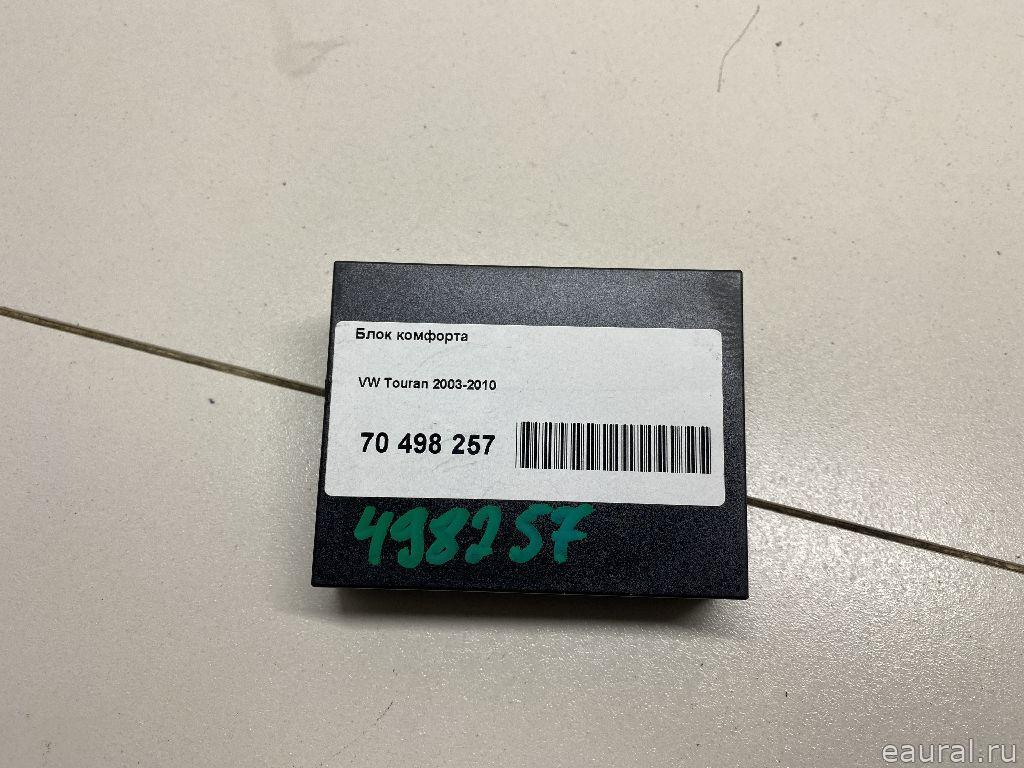 Блок комфорта
VW Touran 2003-2010
70 498 257
498257
eaural.ru